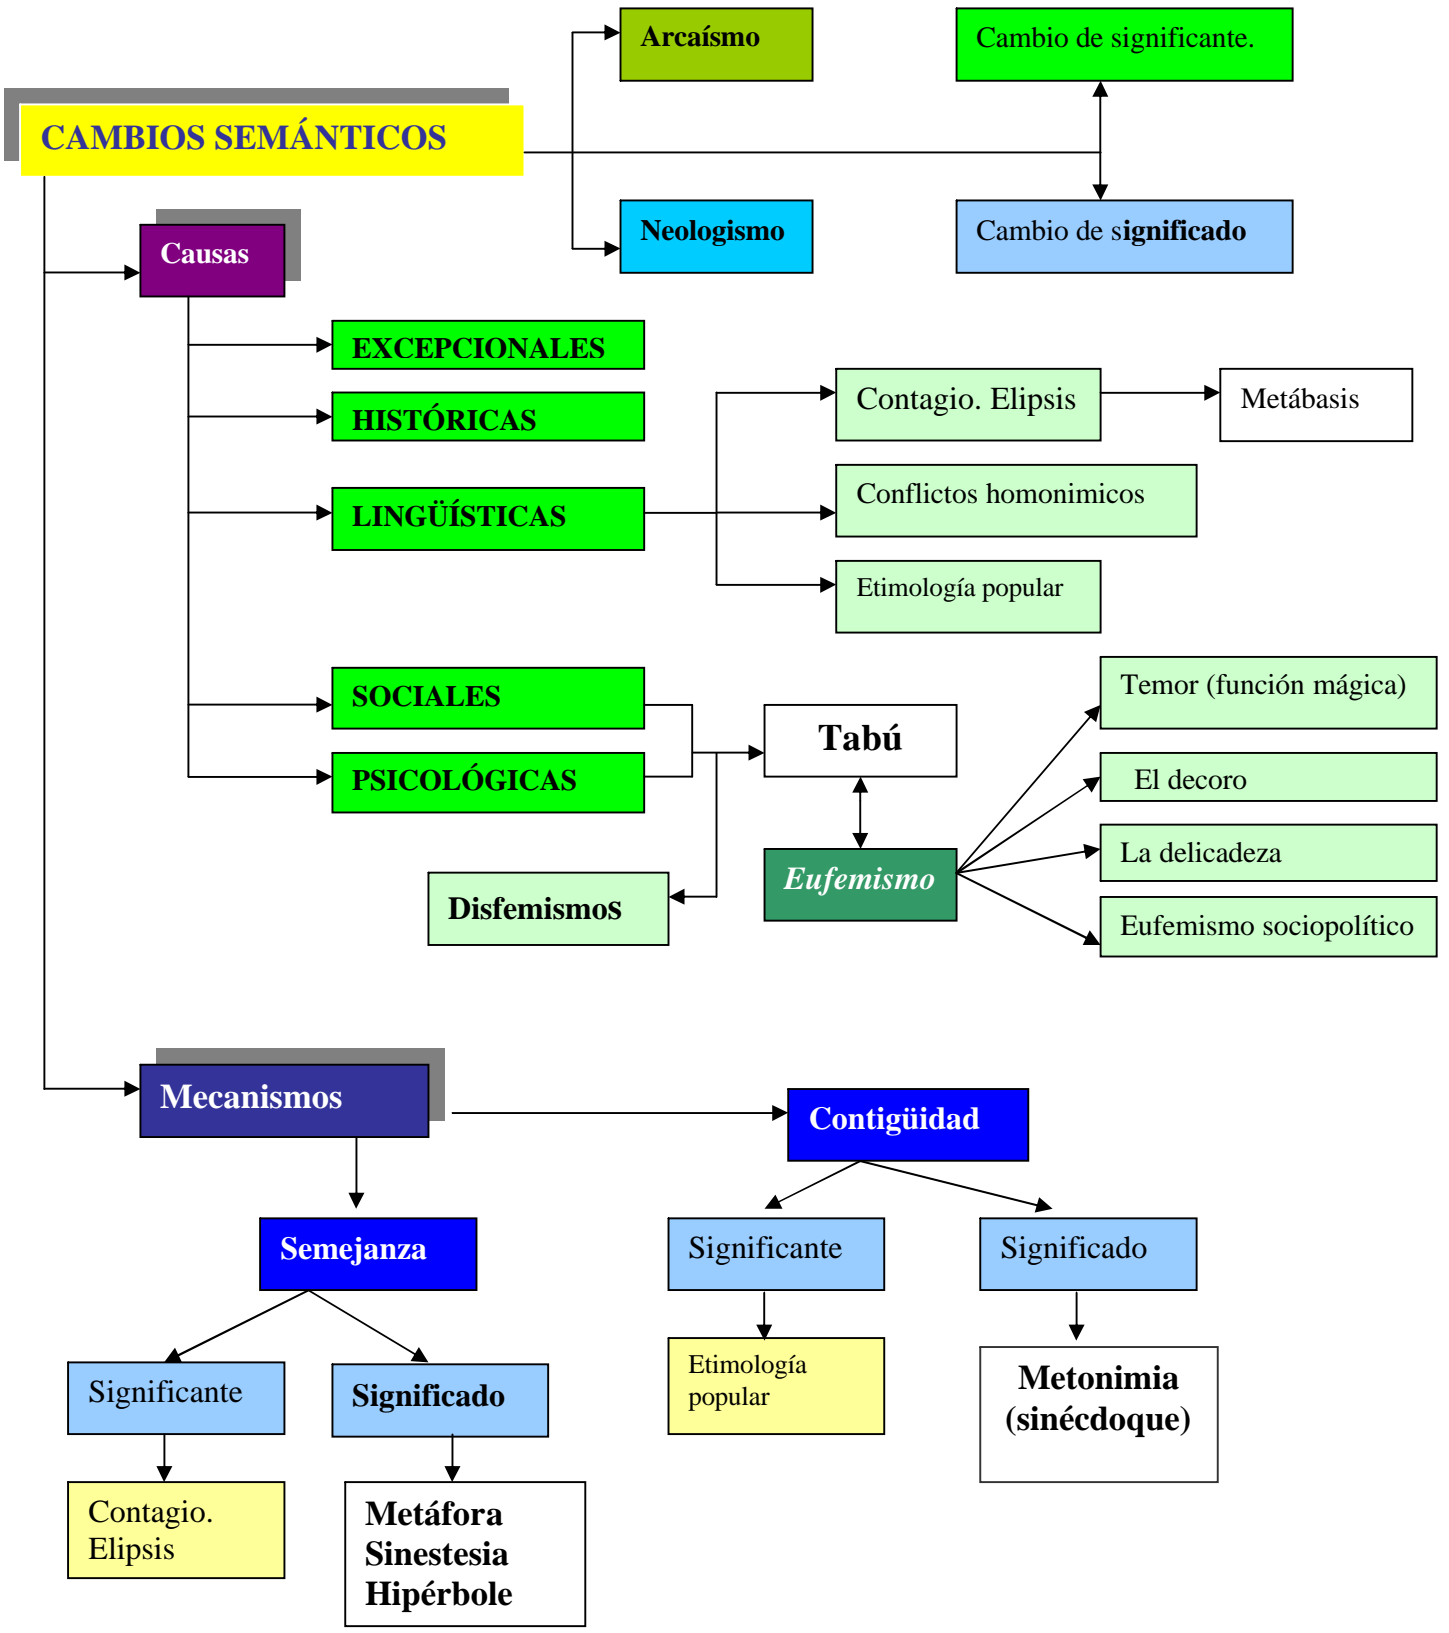 Arcaísmo
Cambio de significante.
CAMBIOS SEMÁNTICOS
Neologismo
Cambio de significado
Causas
EXCEPCIONALES
HISTÓRICAS
Contagio. Elipsis
Metábasis
LINGÜÍSTICAS
Conflictos homonimicos
Etimología popular
SOCIALES
Temor (función mágica)
Tabú
PSICOLÓGICAS
El decoro
La delicadeza
Eufemismo
Disfemismos
Eufemismo sociopolítico
Mecanismos
Contigüidad
Semejanza
Significante
Significado
Significante
Significado
Etimología
popular
Metonimia
(sinécdoque)
Contagio.
Elipsis
Metáfora
Sinestesia
Hipérbole